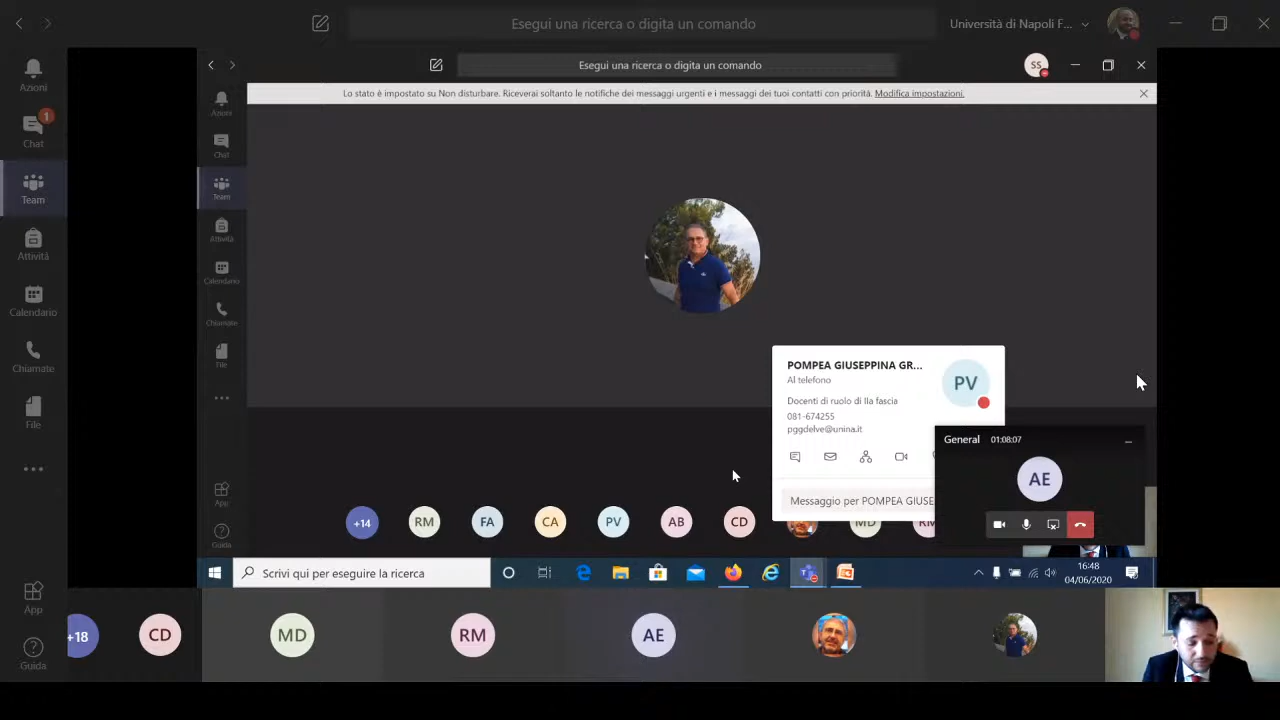 Esegui una ricerca o digita un comando
Università di Napoli F...
Azioni
Chat
1
Team
Attività
Calendario
Chiamate
File
App
Guida
Esegui una ricerca o digita un comando
SS
Lo stato è impostato su Non disturbare. Riceverai soltanto le notifiche dei messaggi urgenti e i messaggi dei tuoi contatti con priorità. Modifica impostazioni.
Azioni
Chat
Team
Attività
Calendario
Chiamate
File
App
Guida
POMPEA GIUSEPPINA GR...
Al telefono
Docenti di ruolo di IIa fascia
081-674255
pggdelve@unina.it
PV
Messaggio per POMPEA GIUSE
General 01:08:07
AE
+14 RM FA CA PV AB CD MD RM
Scrivi qui per eseguire la ricerca
16:48
04/06/2020
+18 CD MD RM AE